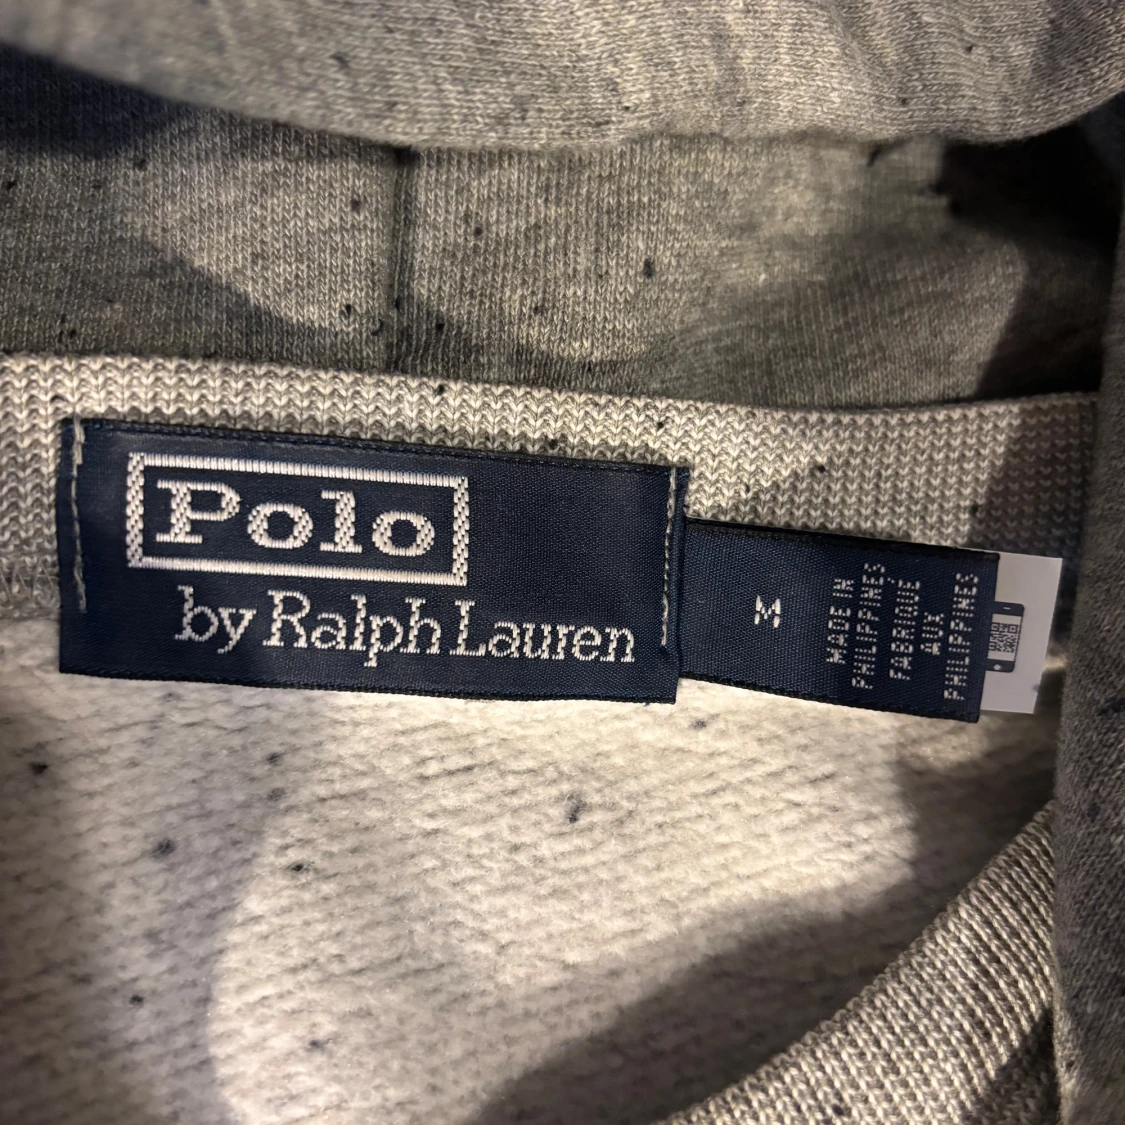 Polo
by Ralph Lauren
M
MADE IN
PHILIPPINES
FABRIQUÉ
AUX
PHILIPPINES